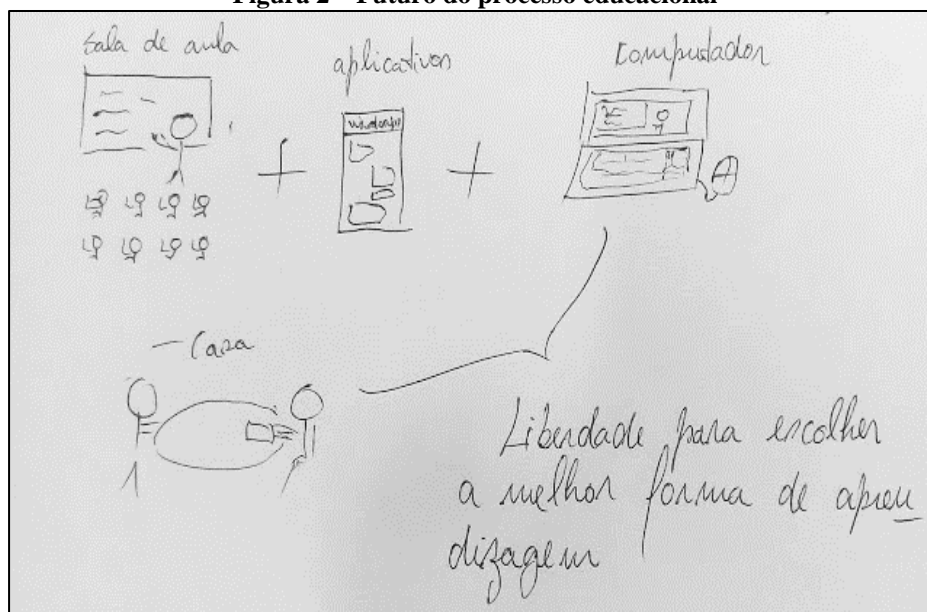 Figura 2 – Futuro do processo educacional
Sala de aula
aplicativos
Computador
whatsapp
- Casa
Liberdade para escolher
a melhor forma de apren
dizagem